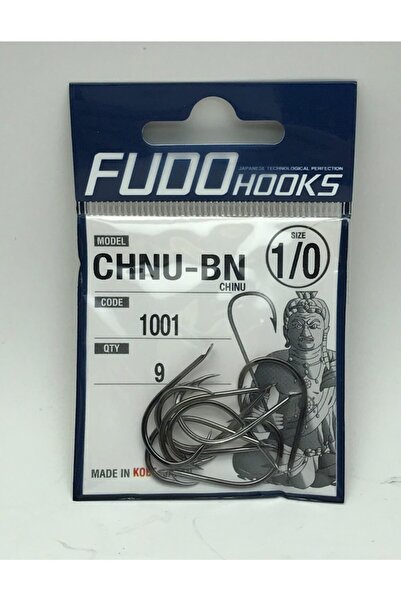 FUDO HOOKS
JAPANESE TECHNOLOGICAL PERFECTION
MODEL
CHNU-BN
CHINU
SIZE
1/0
CODE
1001
QTY
9
MADE IN